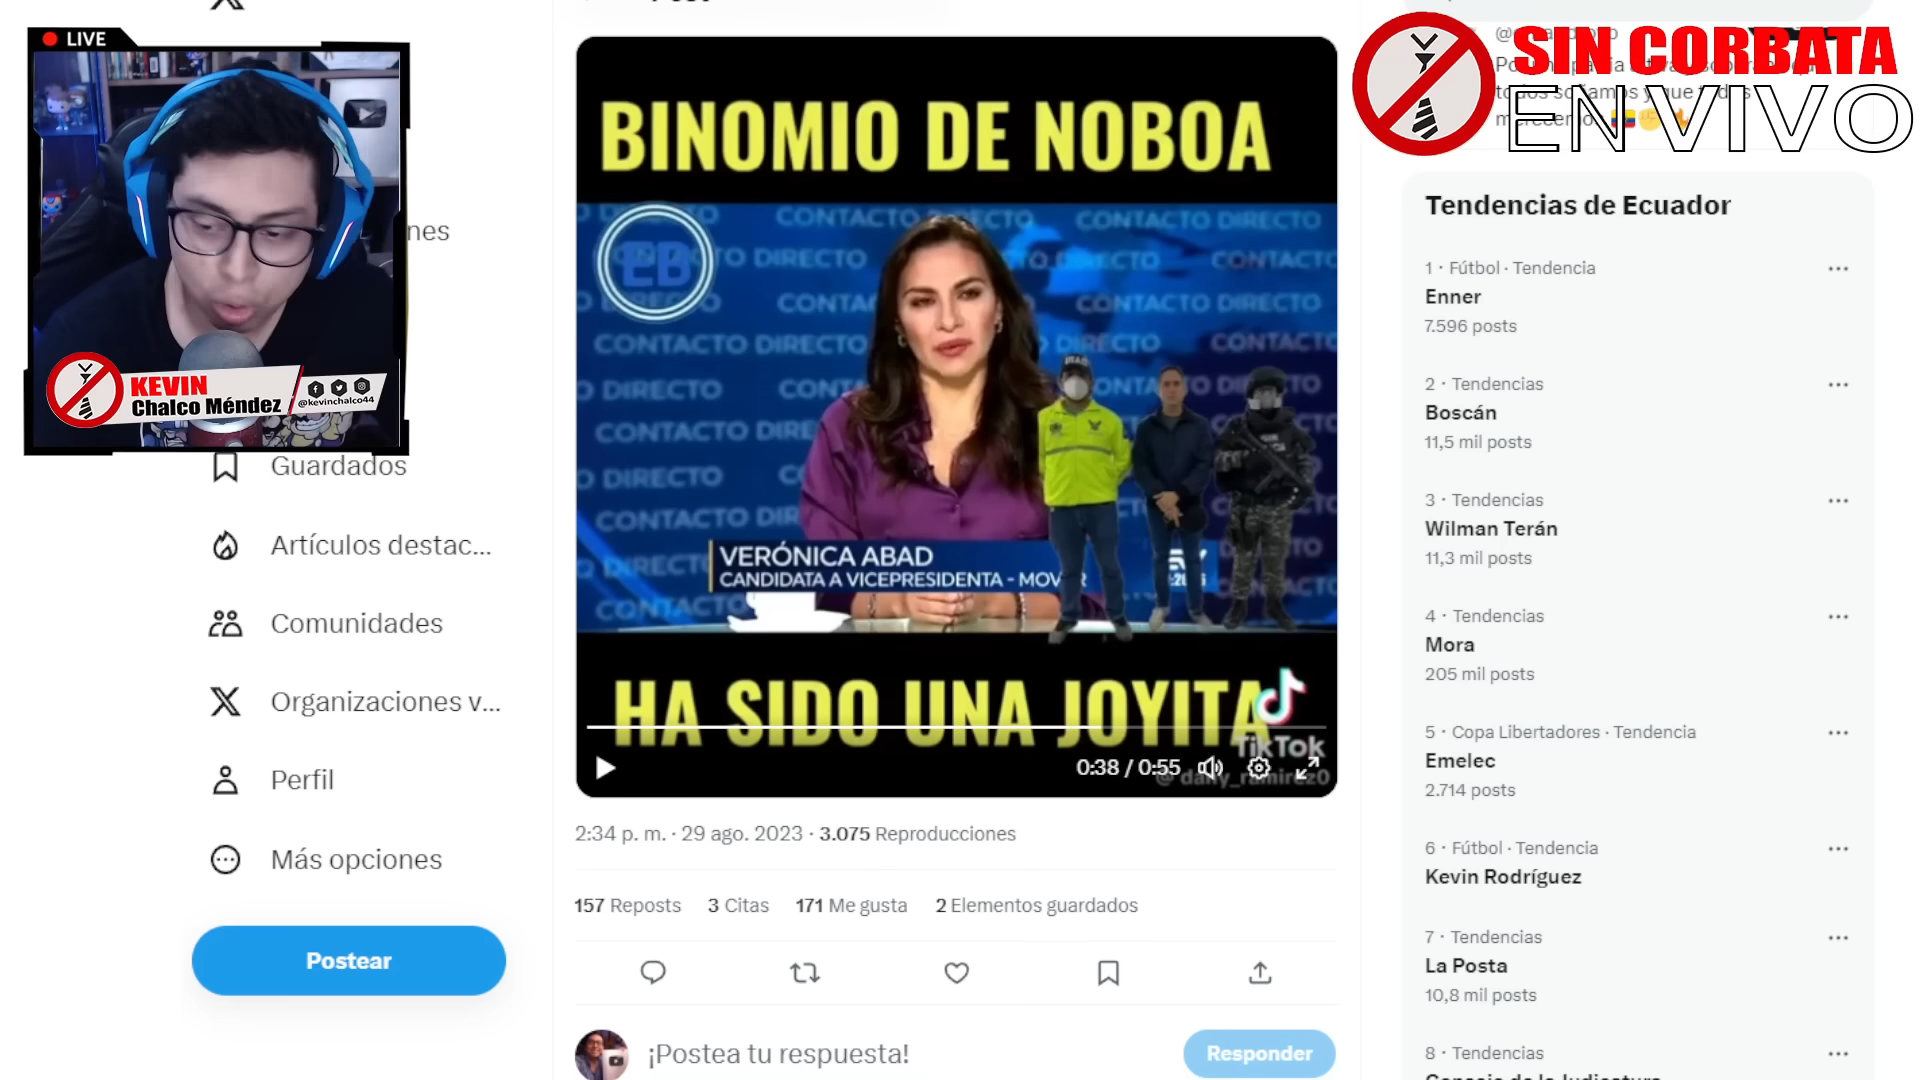 LIVE
KEVIN
Chalco Méndez
@kevinchalco44
nes
Guardados
Artículos destac...
Comunidades
Organizaciones v...
Perfil
Más opciones
Postear
BINOMIO DE NOBOA
EB
CONTACTO DIRECTO
VERÓNICA ABAD
CANDIDATA A VICEPRESIDENTA - MOV
HA SIDO UNA JOYITA
TikTok
0:38 / 0:55
2:34 p. m. · 29 ago. 2023 · 3.075 Reproducciones
157 Reposts 3 Citas 171 Me gusta 2 Elementos guardados
¡Postea tu respuesta!
Responder
SIN CORBATA
EN VIVO
Tendencias de Ecuador
1 · Fútbol · Tendencia
Enner
7.596 posts
2 · Tendencias
Boscán
11,5 mil posts
3 · Tendencias
Wilman Terán
11,3 mil posts
4 · Tendencias
Mora
205 mil posts
5 · Copa Libertadores · Tendencia
Emelec
2.714 posts
6 · Fútbol · Tendencia
Kevin Rodríguez
7 · Tendencias
La Posta
10,8 mil posts
8 · Tendencias